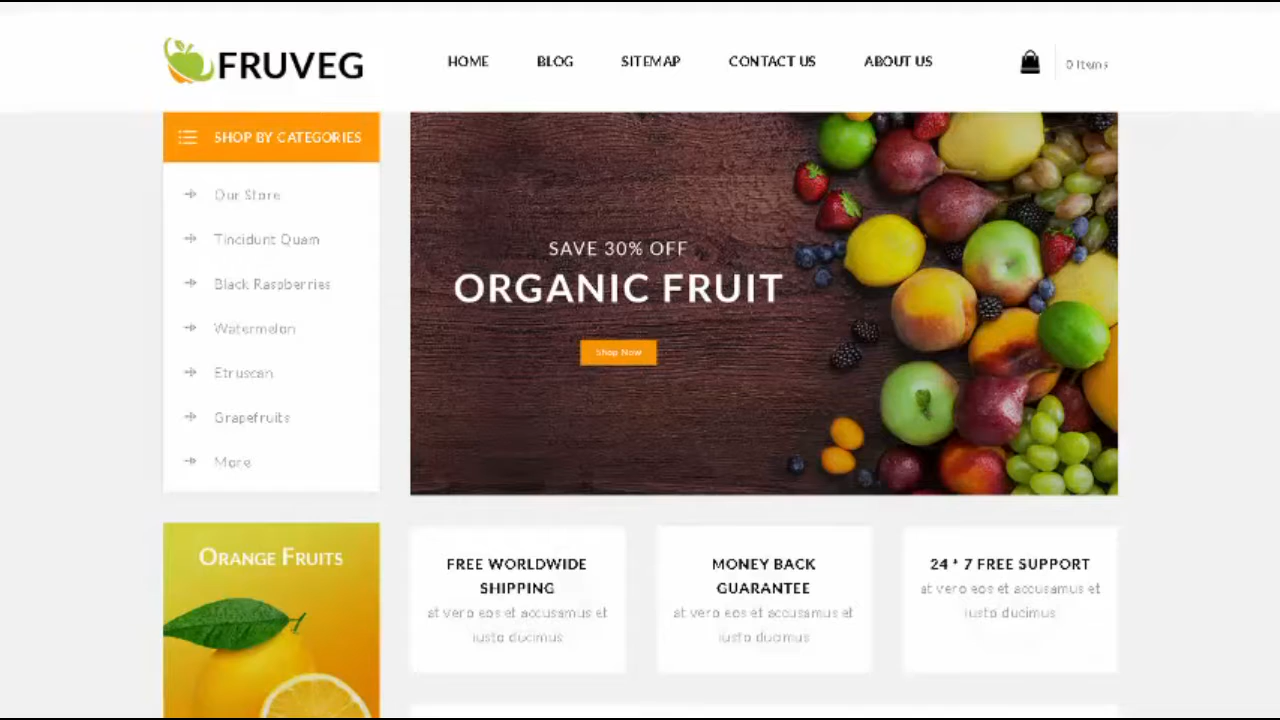 FRUVEG
HOME BLOG SITEMAP CONTACT US ABOUT US
0 Items
SHOP BY CATEGORIES
Our Store
Tincidunt Quam
Black Raspberries
Watermelon
Etruscan
Grapefruits
More
SAVE 30% OFF
ORGANIC FRUIT
Shop Now
ORANGE FRUITS
FREE WORLDWIDE
SHIPPING
at vero eos et accusamus et
iusto ducimus
MONEY BACK
GUARANTEE
at vero eos et accusamus et
iusto ducimus
24 * 7 FREE SUPPORT
at vero eos et accusamus et
iusto ducimus